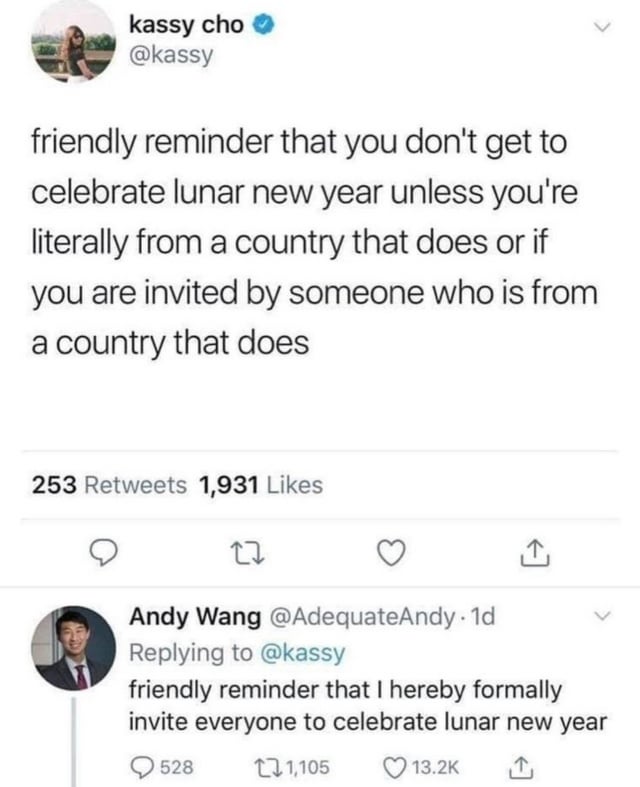 kassy cho
@kassy
friendly reminder that you don't get to
celebrate lunar new year unless you're
literally from a country that does or if
you are invited by someone who is from
a country that does
253 Retweets 1,931 Likes
Andy Wang @AdequateAndy · 1d
Replying to @kassy
friendly reminder that I hereby formally
invite everyone to celebrate lunar new year
528 1,105 13.2K